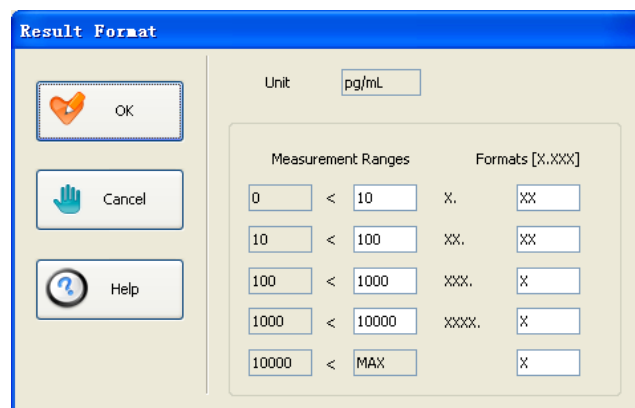 Result Format
OK
Cancel
Help
Unit pg/mL
Measurement Ranges Formats [X.XXX]
0 < 10 X. XX
10 < 100 XX. XX
100 < 1000 XXX. X
1000 < 10000 XXXX. X
10000 < MAX X